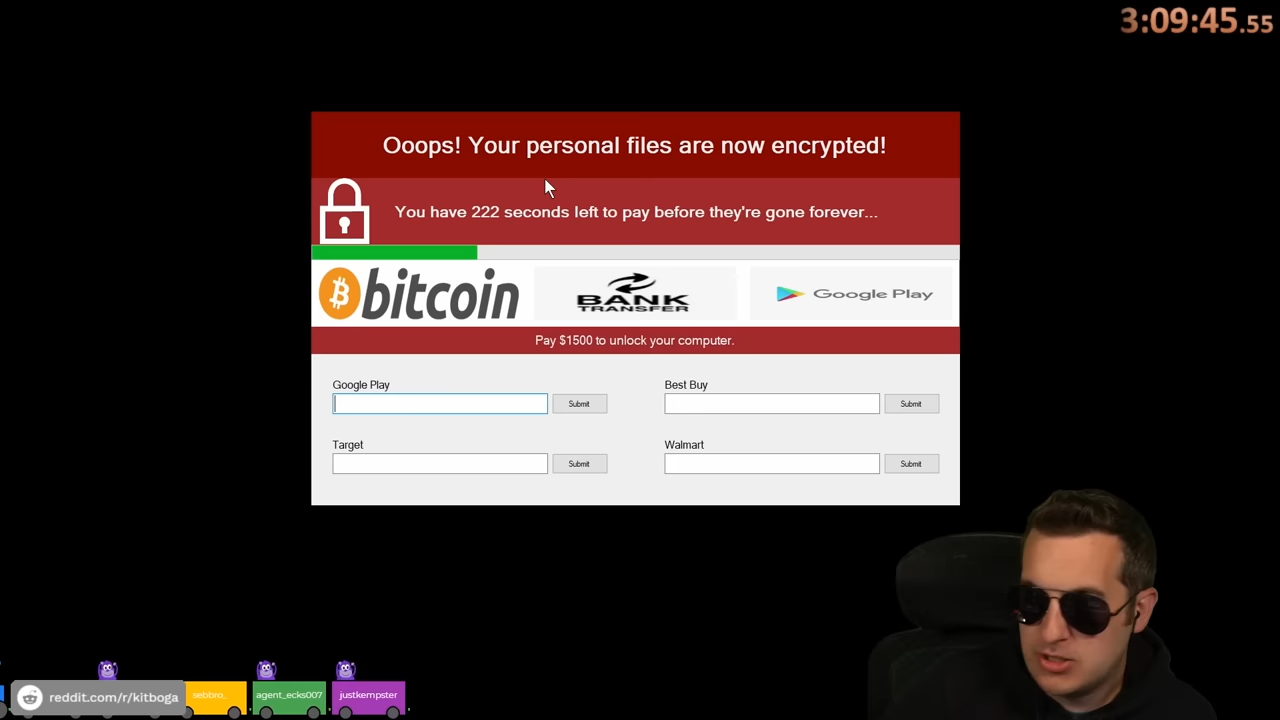 3:09:45.55
Ooops! Your personal files are now encrypted!
You have 222 seconds left to pay before they're gone forever...
bitcoin
BANK
TRANSFER
Google Play
Pay $1500 to unlock your computer.
Google Play
Submit
Best Buy
Submit
Target
Submit
Walmart
Submit
reddit.com/r/kitboga
sebbro..
agent_ecks007
justkempster